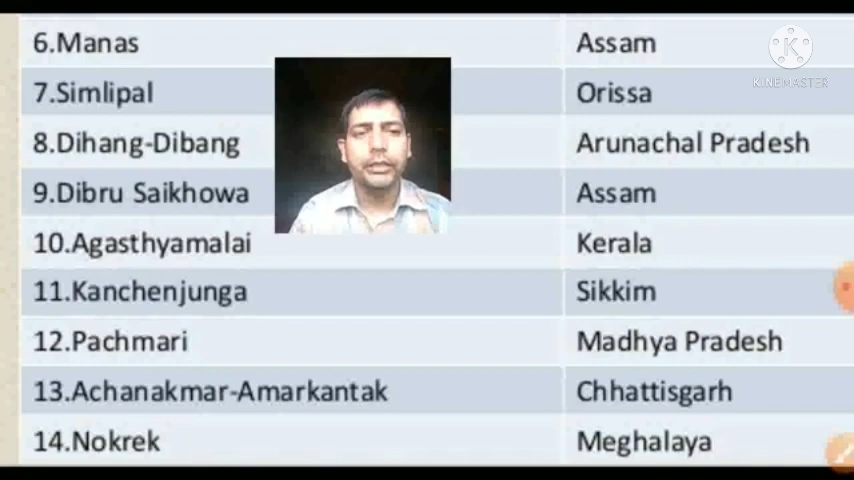 6.Manas Assam
KINEMASTER
7.Simlipal Orissa
8.Dihang-Dibang Arunachal Pradesh
9.Dibru Saikhowa Assam
10.Agasthyamalai Kerala
11.Kanchenjunga Sikkim
12.Pachmari Madhya Pradesh
13.Achanakmar-Amarkantak Chhattisgarh
14.Nokrek Meghalaya